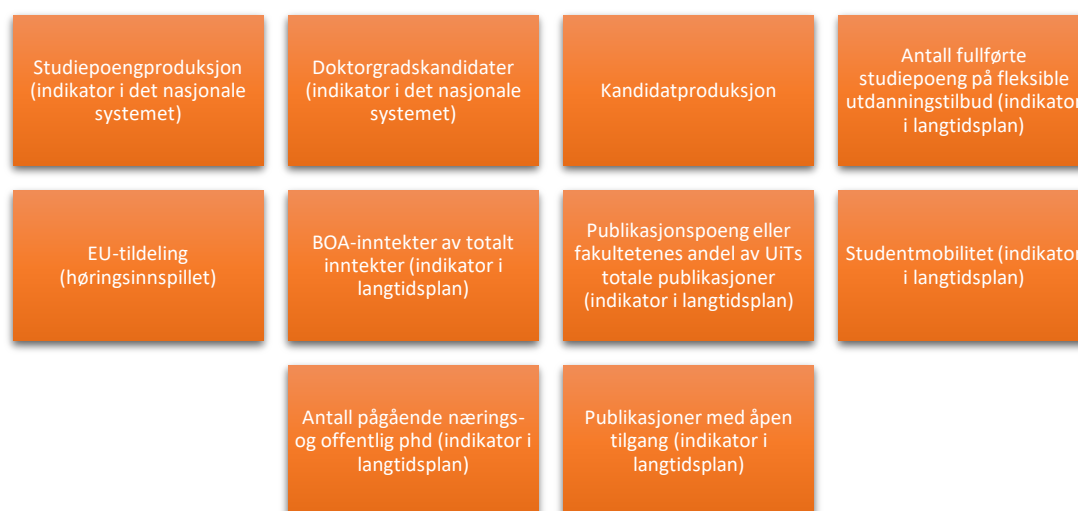 Studiepoengproduksjon
(indikator i det nasjonale
systemet)
Doktorgradskandidater
(indikator i det nasjonale
systemet)
Kandidatproduksjon
Antall fullførte
studiepoeng på fleksible
utdanningstilbud (indikator
i langtidsplan)
EU-tildeling
(høringsinnspillet)
BOA-inntekter av totalt
inntekter (indikator i
langtidsplan)
Publikasjonspoeng eller
fakultetenes andel av UiTs
totale publikasjoner
(indikator i langtidsplan)
Studentmobilitet (indikator
i langtidsplan)
Antall pågående nærings-
og offentlig phd (indikator i
langtidsplan)
Publikasjoner med åpen
tilgang (indikator i
langtidsplan)